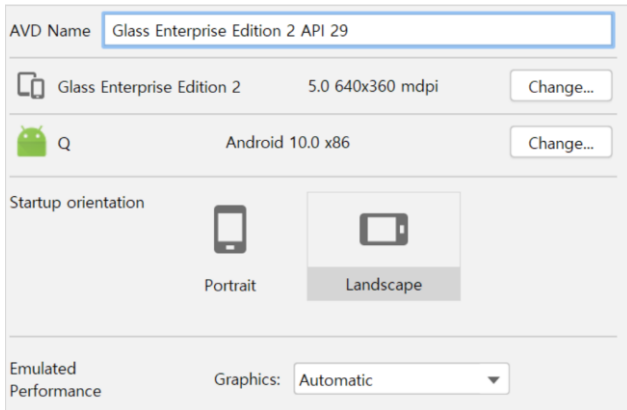 AVD Name Glass Enterprise Edition 2 API 29
Glass Enterprise Edition 2 5.0 640x360 mdpi Change...
Q Android 10.0 x86 Change...
Startup orientation
Portrait Landscape
Emulated
Performance Graphics: Automatic